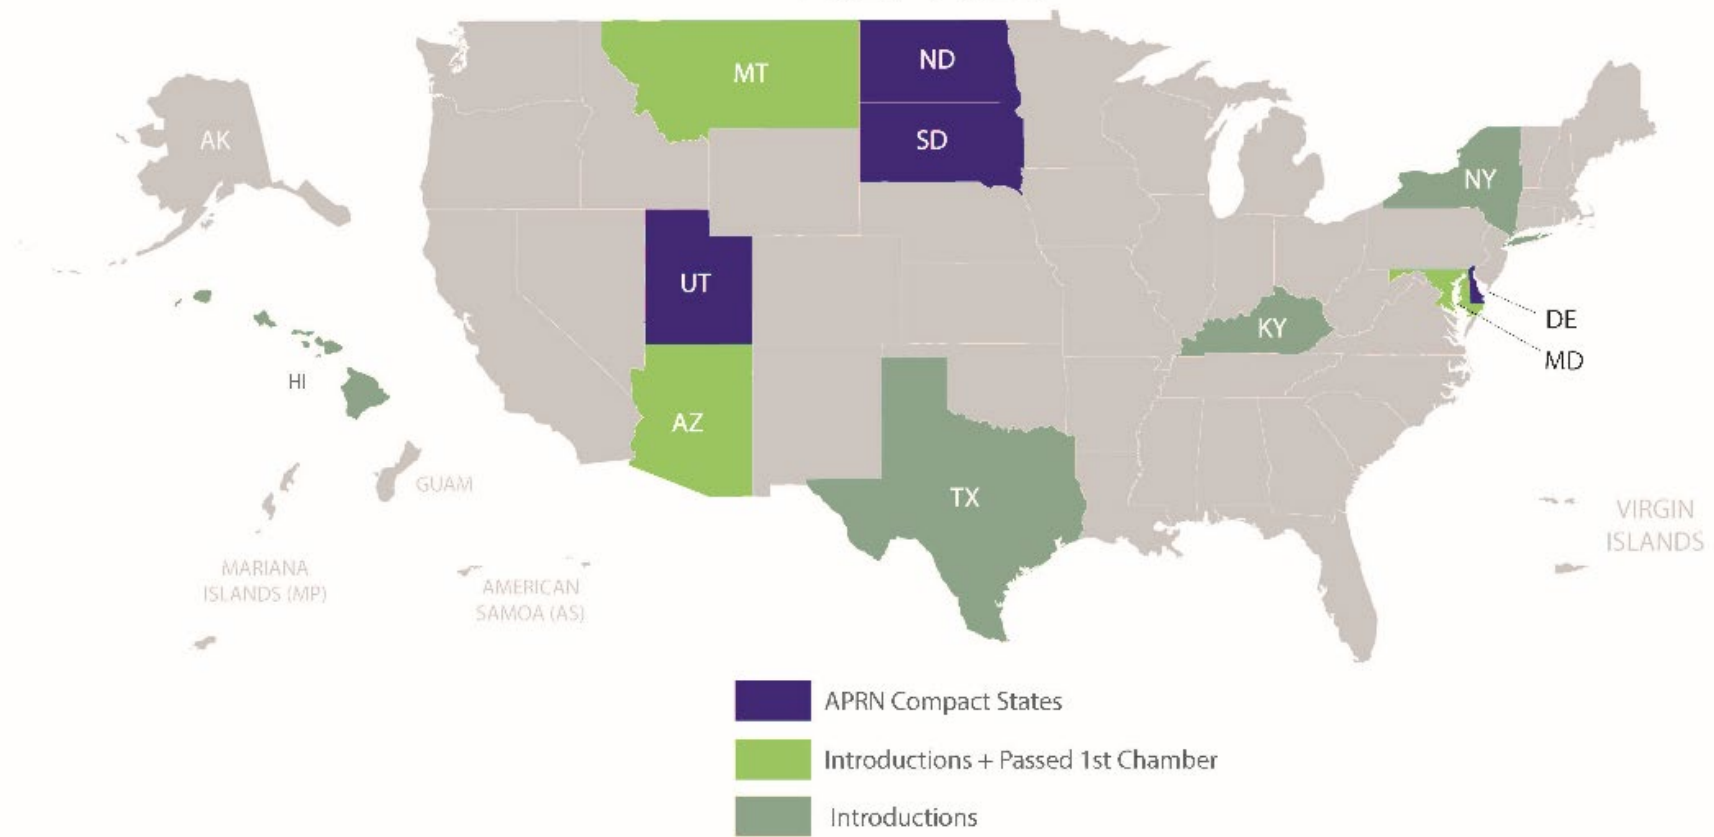 MT
ND
AK
SD
NY
UT
DE
KY
MD
HI
AZ
GUAM
TX
VIRGIN
ISLANDS
MARIANA
ISLANDS (MP)
AMERICAN
SAMOA (AS)
APRN Compact States
Introductions + Passed 1st Chamber
Introductions